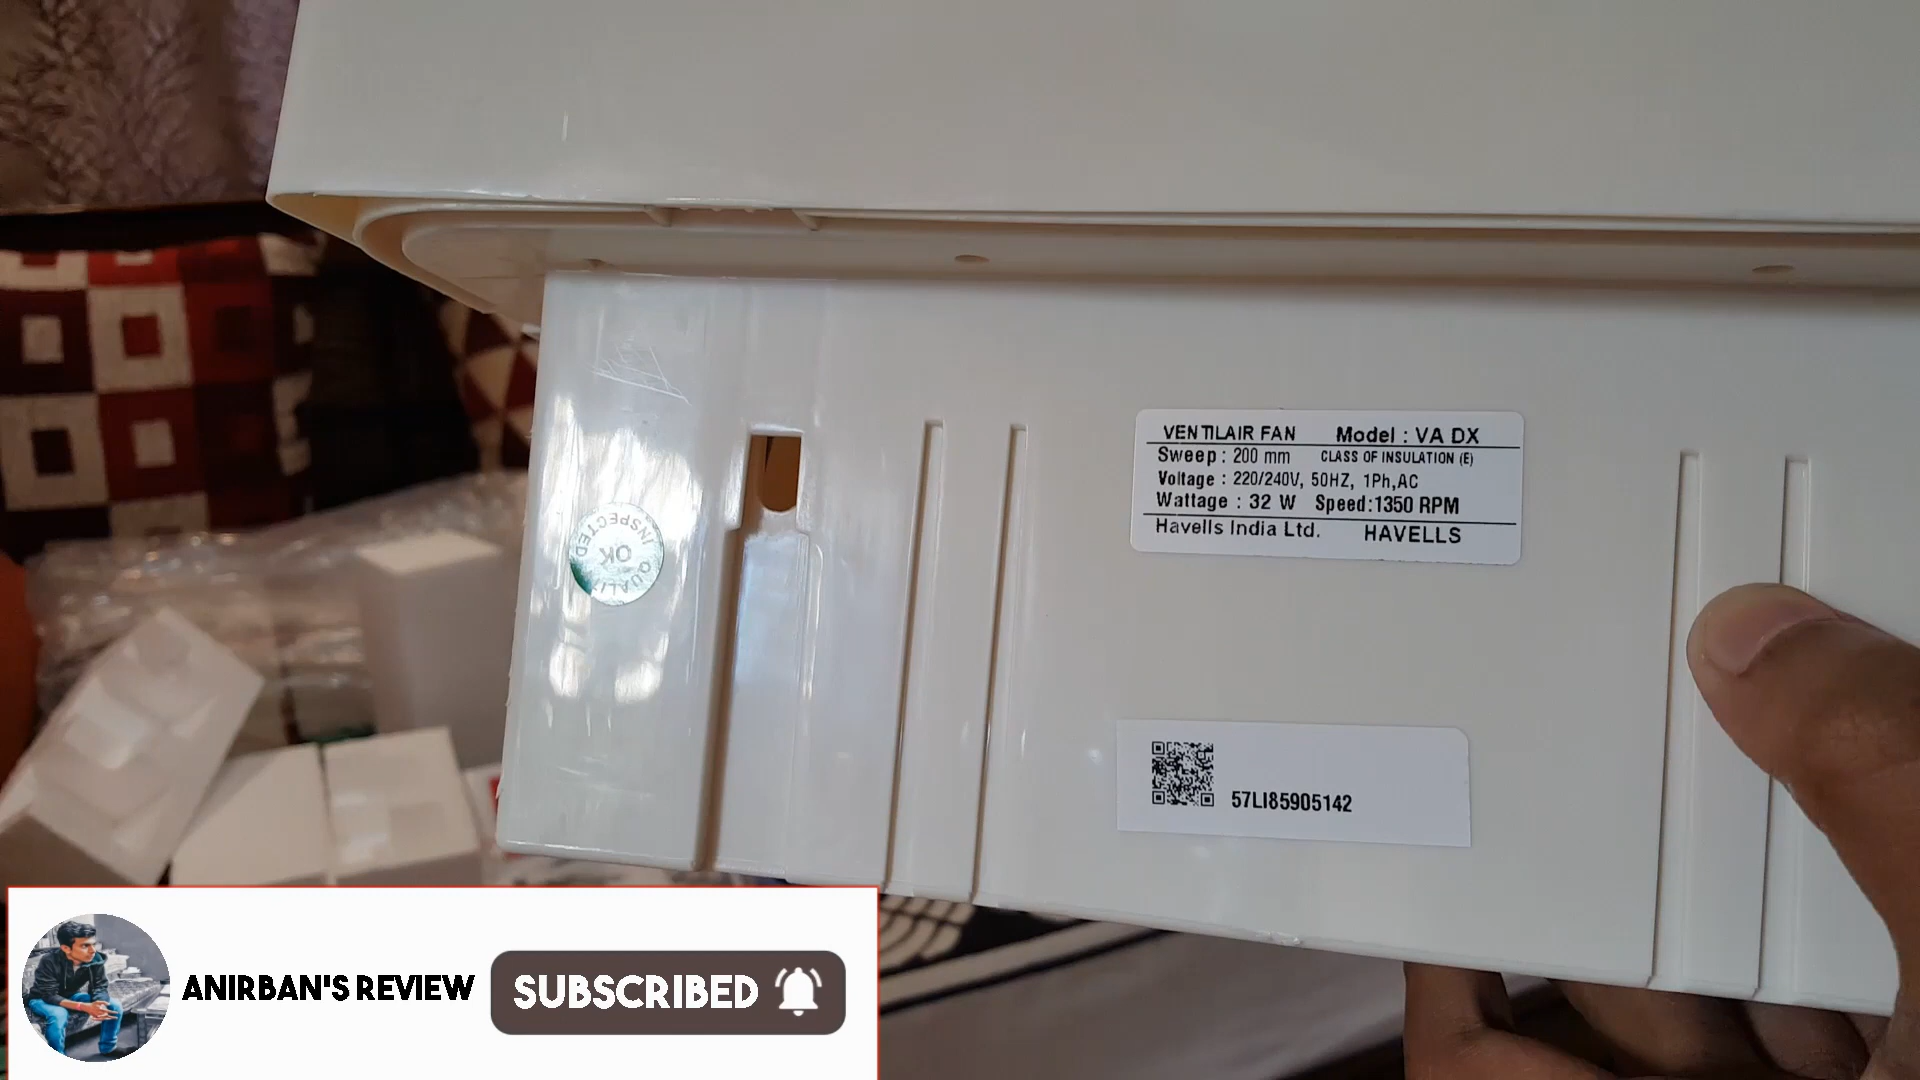 VENTILAIR FAN Model : VA DX
Sweep : 200 mm CLASS OF INSULATION (E)
Voltage : 220/240V, 50HZ, 1Ph,AC
Wattage : 32 W Speed:1350 RPM
Havells India Ltd. HAVELLS
INSPECTED
OK
QUALITY
57LI85905142
ANIRBAN'S REVIEW
SUBSCRIBED